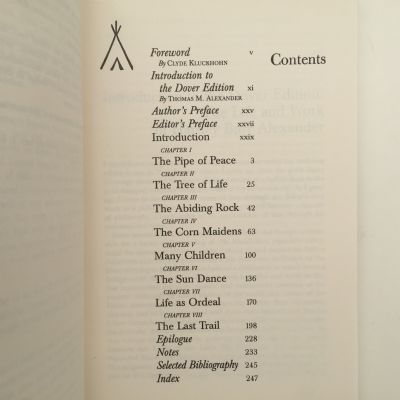 Contents
Foreword v
By CLYDE KLUCKHOHN
Introduction to
the Dover Edition xi
By THOMAS M. ALEXANDER
Author's Preface xxv
Editor's Preface xxvii
Introduction xxix
CHAPTER I
The Pipe of Peace 3
CHAPTER II
The Tree of Life 25
CHAPTER III
The Abiding Rock 42
CHAPTER IV
The Corn Maidens 63
CHAPTER V
Many Children 100
CHAPTER VI
The Sun Dance 136
CHAPTER VII
Life as Ordeal 170
CHAPTER VIII
The Last Trail 198
Epilogue 228
Notes 233
Selected Bibliography 245
Index 247